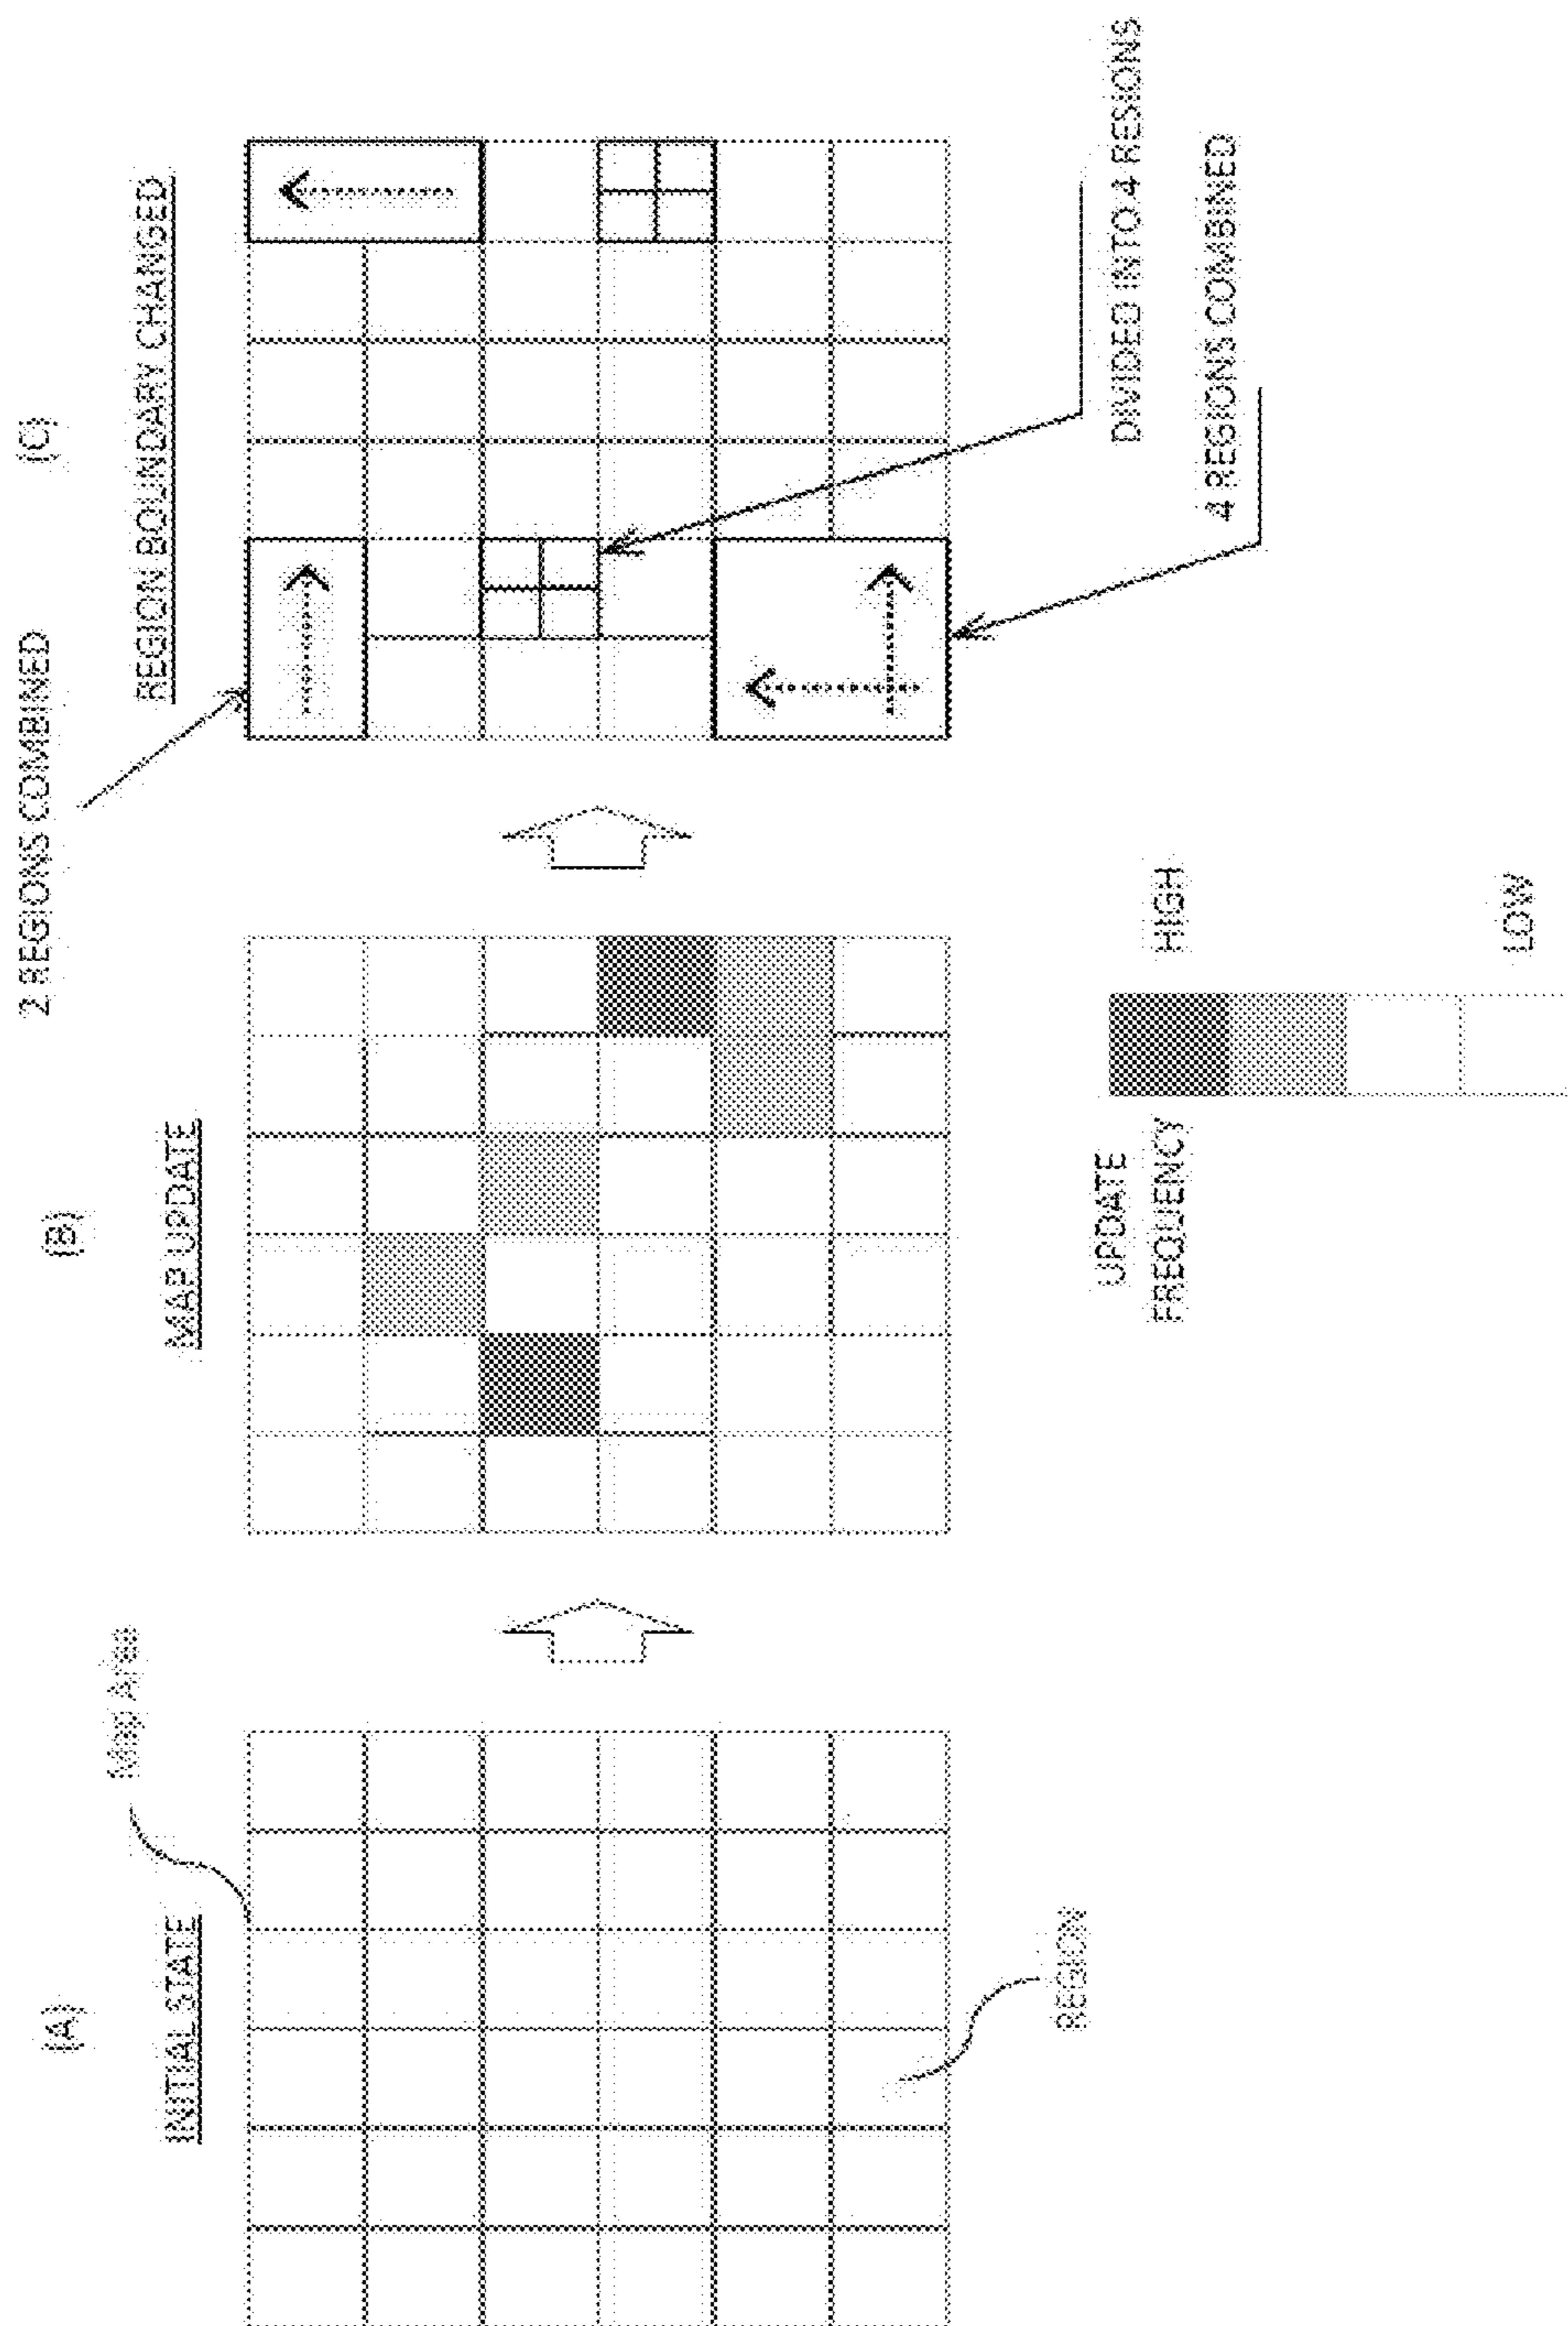 (A)
INITIAL STATE
Map Area
REGION
(B)
MAP UPDATE
UPDATE
FREQUENCY
HIGH
LOW
(C)
2 REGIONS COMBINED
REGION BOUNDARY CHANGED
DIVIDED INTO 4 RESIONS
4 REGIONS COMBINED